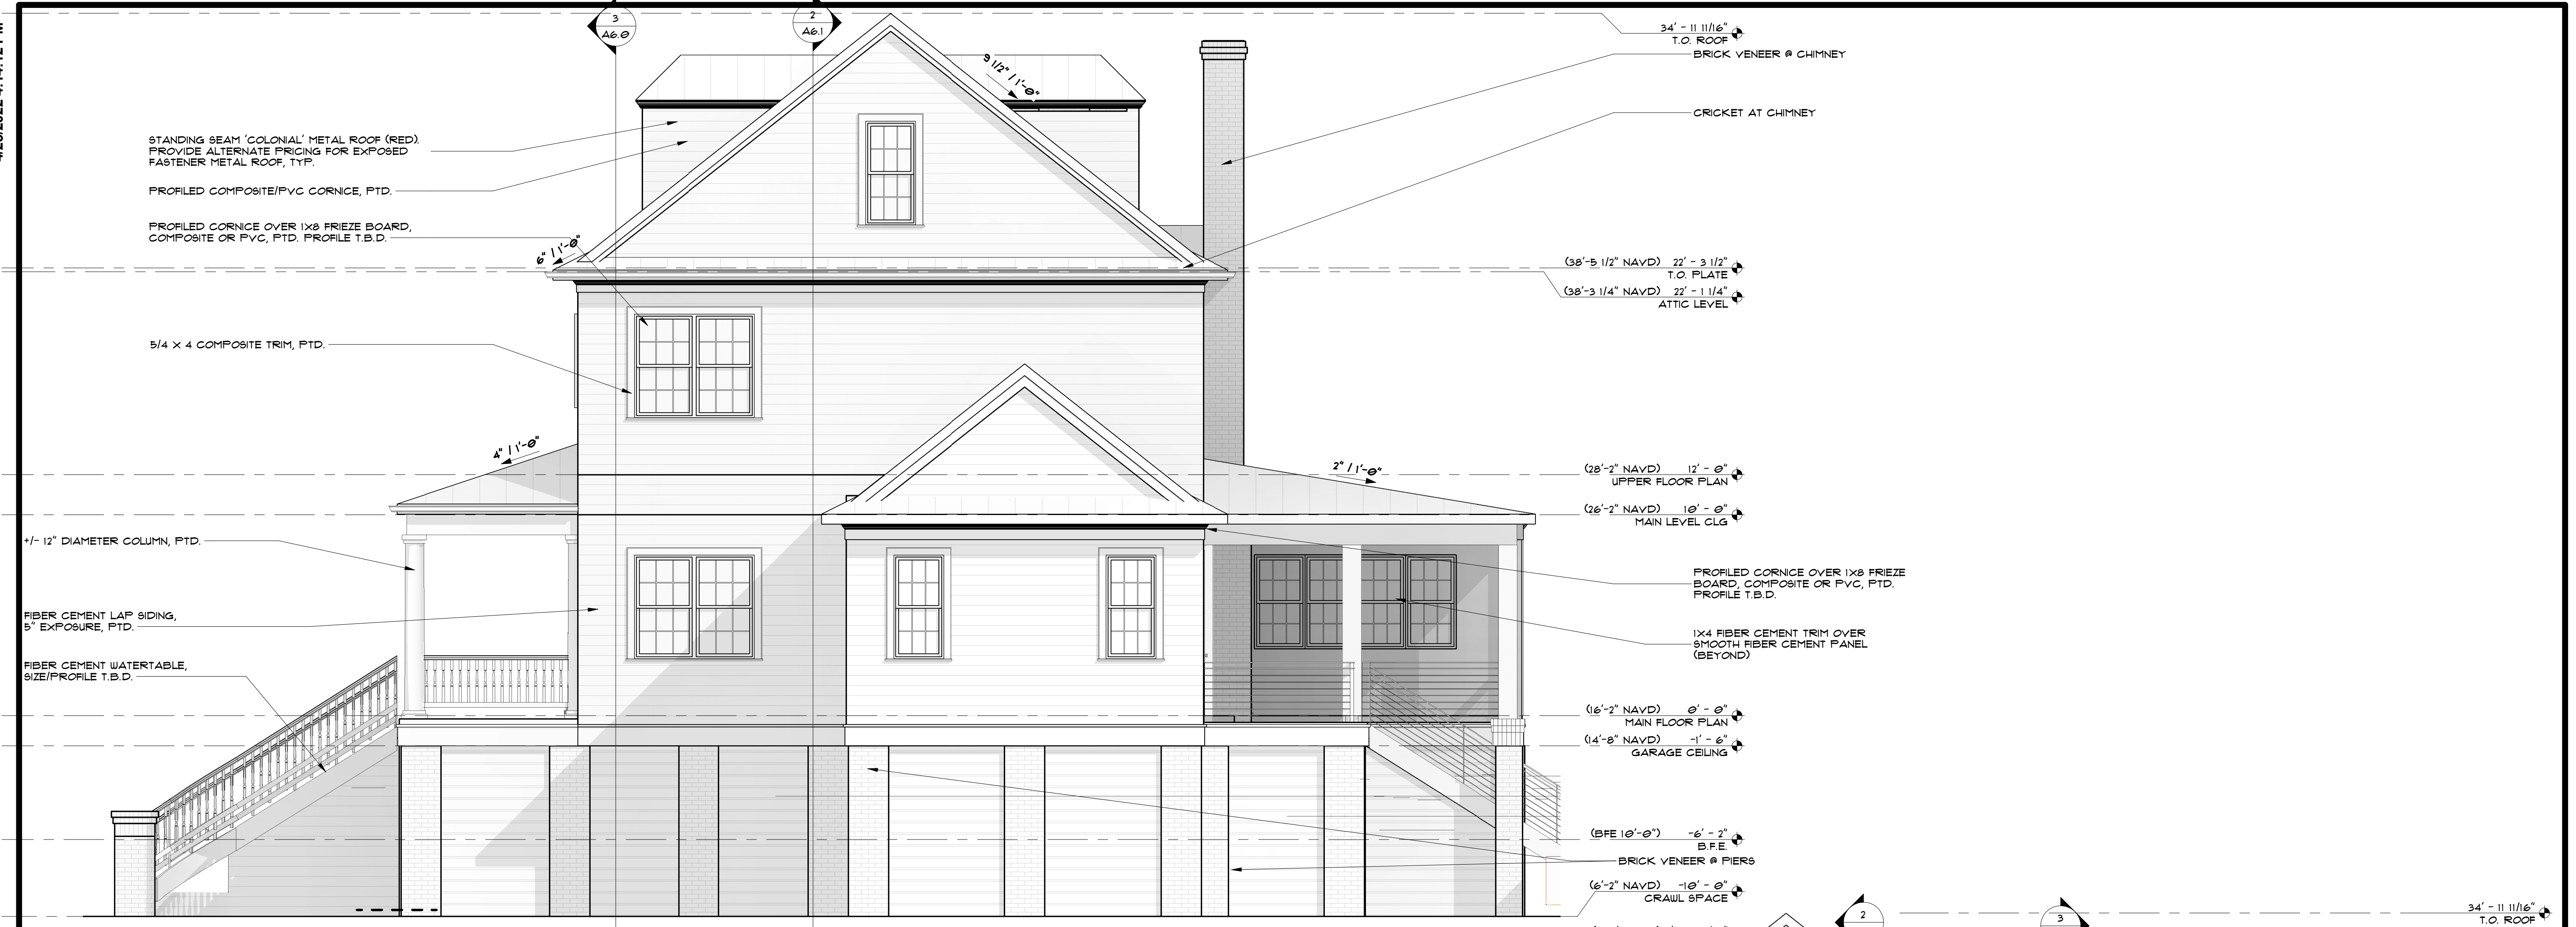 3
A6.0
2
A6.1
34' - 11 11/16"
T.O. ROOF
BRICK VENEER @ CHIMNEY
9 1/2" / 1'-0"
CRICKET AT CHIMNEY
STANDING SEAM 'COLONIAL' METAL ROOF (RED).
PROVIDE ALTERNATE PRICING FOR EXPOSED
FASTENER METAL ROOF, TYP.
PROFILED COMPOSITE/PVC CORNICE, PTD.
PROFILED CORNICE OVER 1X8 FRIEZE BOARD,
COMPOSITE OR PVC, PTD. PROFILE T.B.D.
6" / 1'-0"
(38'-5 1/2" NAVD) 22' - 3 1/2"
T.O. PLATE
(38'-3 1/4" NAVD) 22' - 1 1/4"
ATTIC LEVEL
5/4 X 4 COMPOSITE TRIM, PTD.
4" / 1'-0"
2" / 1'-0"
(28'-2" NAVD) 12' - 0"
UPPER FLOOR PLAN
(26'-2" NAVD) 10' - 0"
MAIN LEVEL CLG
+/- 12" DIAMETER COLUMN, PTD.
PROFILED CORNICE OVER 1X8 FRIEZE
BOARD, COMPOSITE OR PVC, PTD.
PROFILE T.B.D.
FIBER CEMENT LAP SIDING,
5" EXPOSURE, PTD.
1X4 FIBER CEMENT TRIM OVER
SMOOTH FIBER CEMENT PANEL
(BEYOND)
FIBER CEMENT WATERTABLE,
SIZE/PROFILE T.B.D.
(16'-2" NAVD) 0' - 0"
MAIN FLOOR PLAN
(14'-8" NAVD) -1' - 6"
GARAGE CEILING
(BFE 10'-0") -6' - 2"
B.F.E.
BRICK VENEER @ PIERS
(6'-2" NAVD) -10' - 0"
CRAWL SPACE
2
3
34' - 11 11/16"
T.O. ROOF